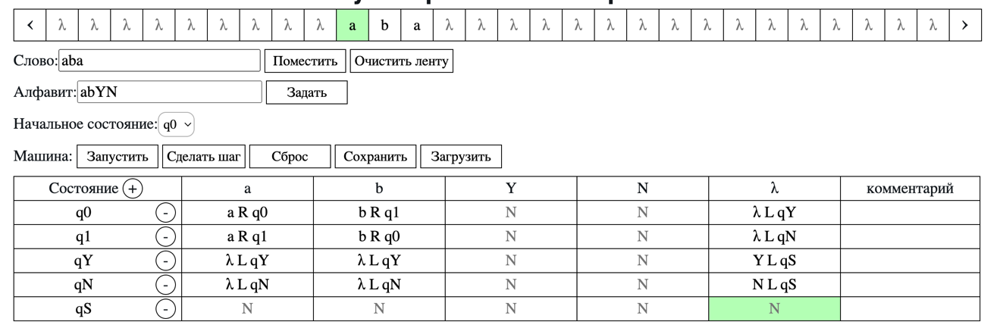 < λ λ λ λ λ λ λ λ λ a b a λ λ λ λ λ λ λ λ λ λ λ λ λ λ λ λ >
Слово: aba Поместить Очистить ленту
Алфавит: abYN Задать
Начальное состояние: q0
Машина: Запустить Сделать шаг Сброс Сохранить Загрузить
Состояние + a b Y N λ комментарий
q0 - a R q0 b R q1 N N λ L qY
q1 - a R q1 b R q0 N N λ L qN
qY - λ L qY λ L qY N N Y L qS
qN - λ L qN λ L qN N N N L qS
qS - N N N N N